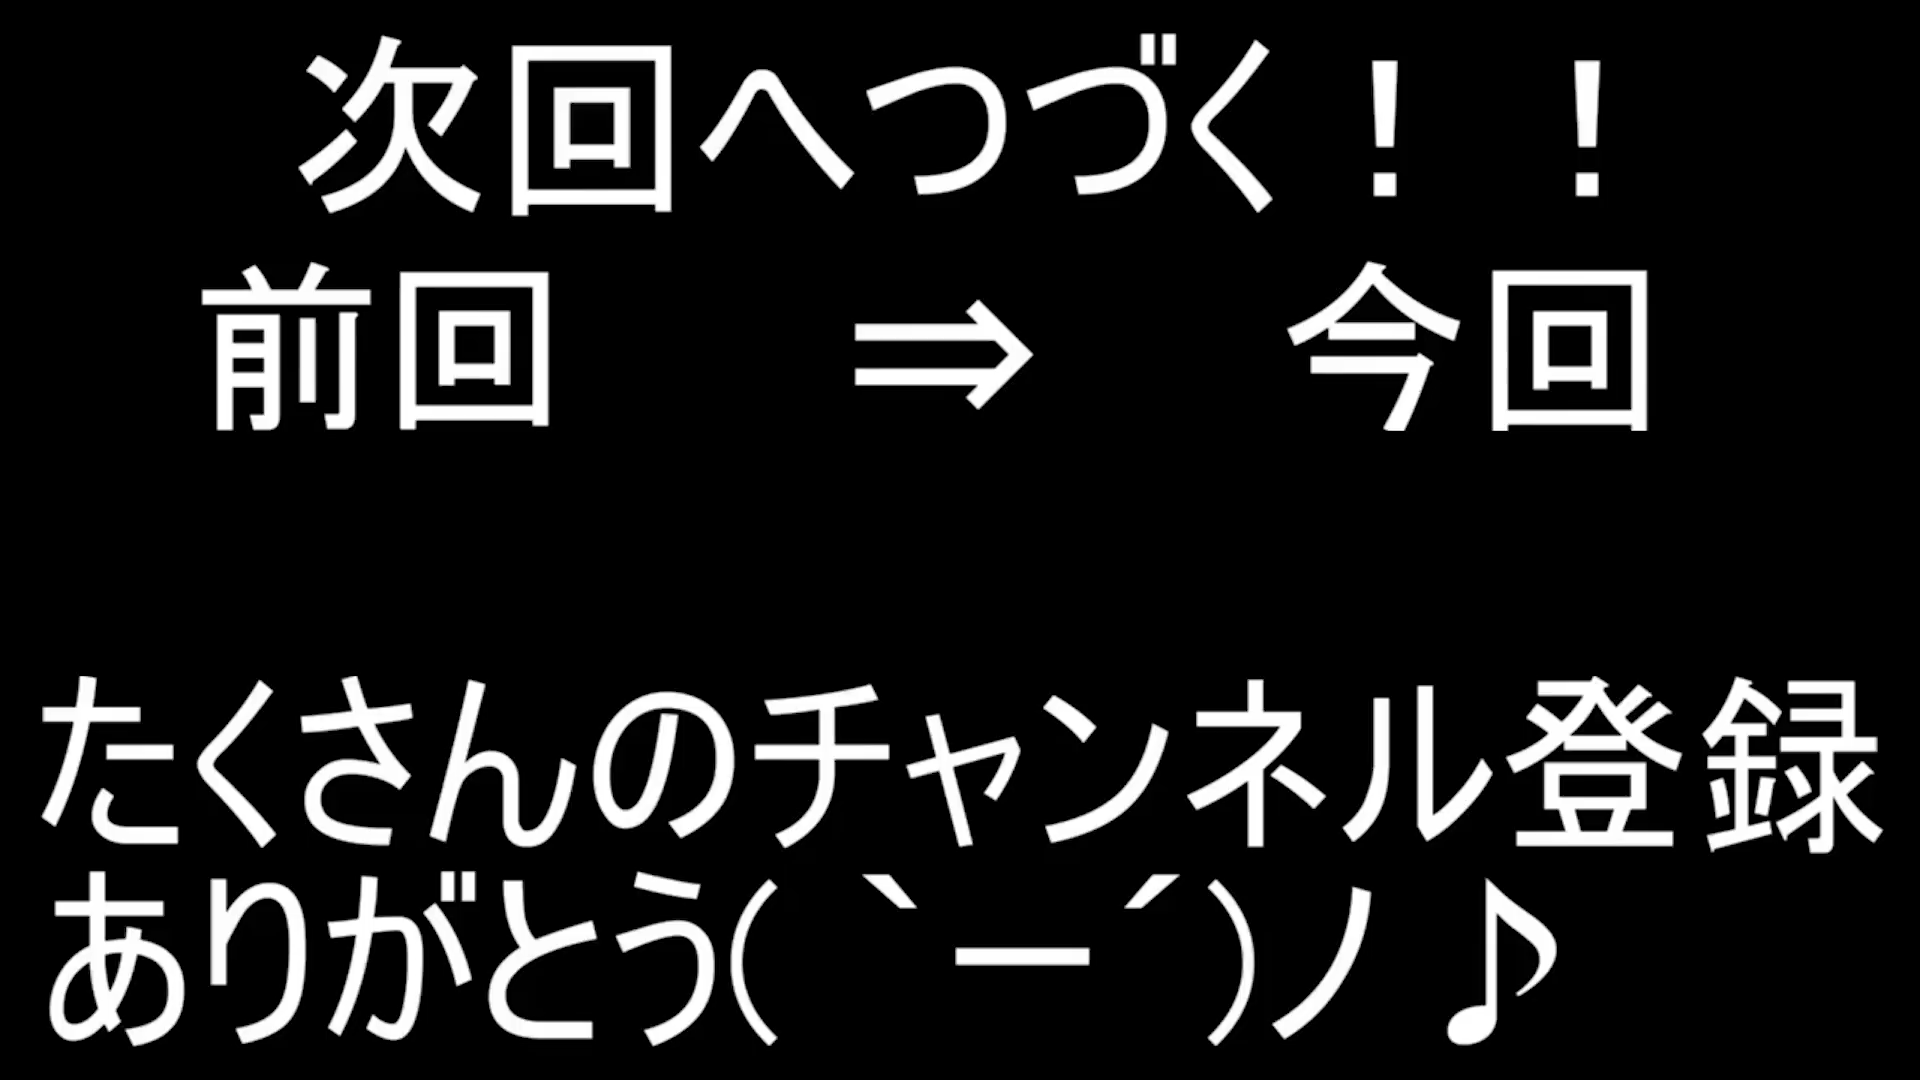 次回へつづく！！
前回　⇒　今回
たくさんのチャンネル登録
ありがとう(｀ー´)ノ♪